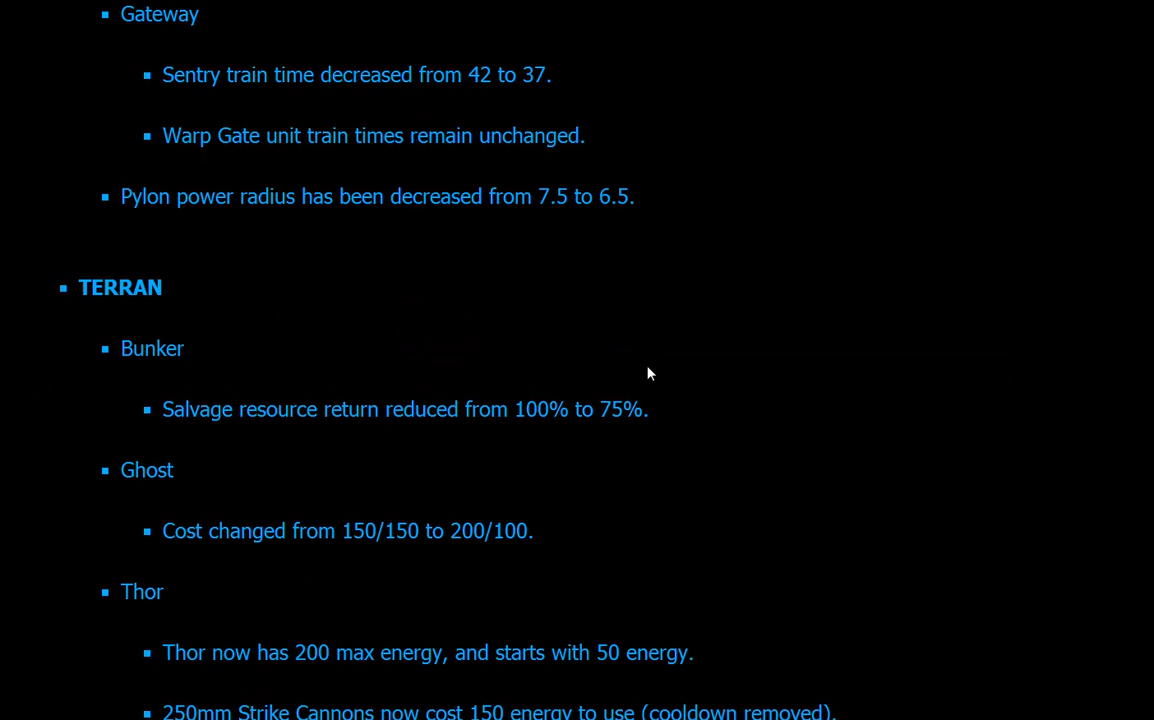 Gateway
Sentry train time decreased from 42 to 37.
Warp Gate unit train times remain unchanged.
Pylon power radius has been decreased from 7.5 to 6.5.
TERRAN
Bunker
Salvage resource return reduced from 100% to 75%.
Ghost
Cost changed from 150/150 to 200/100.
Thor
Thor now has 200 max energy, and starts with 50 energy.
250mm Strike Cannons now cost 150 energy to use (cooldown removed).